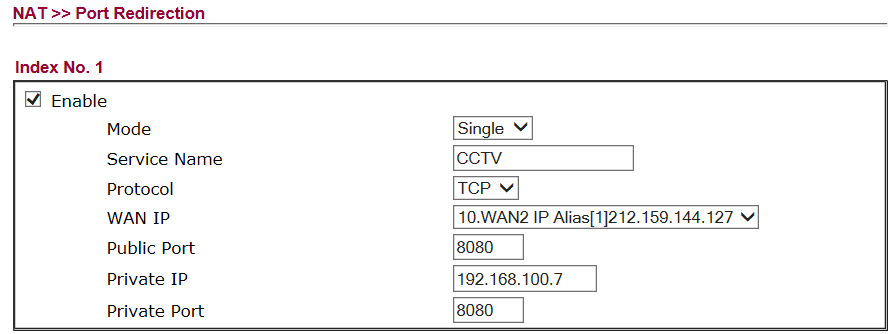 NAT >> Port Redirection
Index No. 1
Enable
Mode Single
Service Name CCTV
Protocol TCP
WAN IP 10.WAN2 IP Alias[1]212.159.144.127
Public Port 8080
Private IP 192.168.100.7
Private Port 8080